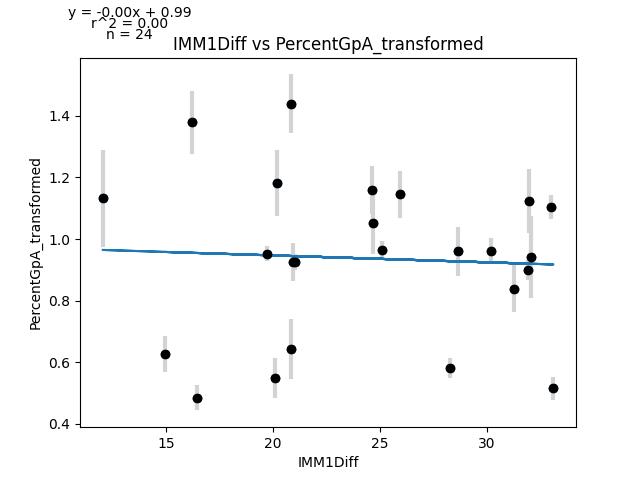 y = -0.00x + 0.99
r^2 = 0.00
n = 24
IMM1Diff vs PercentGpA_transformed
1.4
1.2
1.0
0.8
0.6
0.4
PercentGpA_transformed
15 20 25 30
IMM1Diff